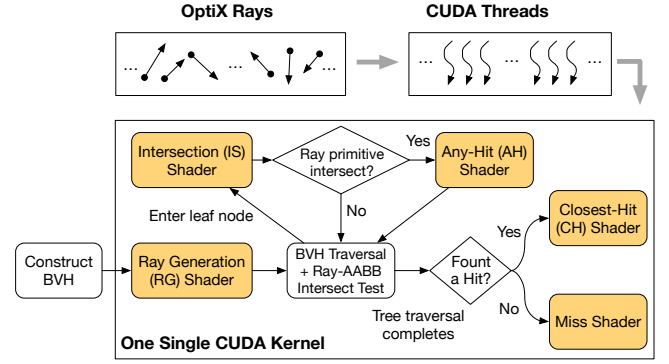 OptiX Rays
CUDA Threads
... ... ...
... ... ...
Intersection (IS)
Shader
Ray primitive
intersect?
Yes
Any-Hit (AH)
Shader
Enter leaf node
No
Construct
BVH
Ray Generation
(RG) Shader
BVH Traversal
+ Ray-AABB
Intersect Test
Fount
a Hit?
Yes
Closest-Hit
(CH) Shader
No
Miss Shader
Tree traversal
completes
One Single CUDA Kernel